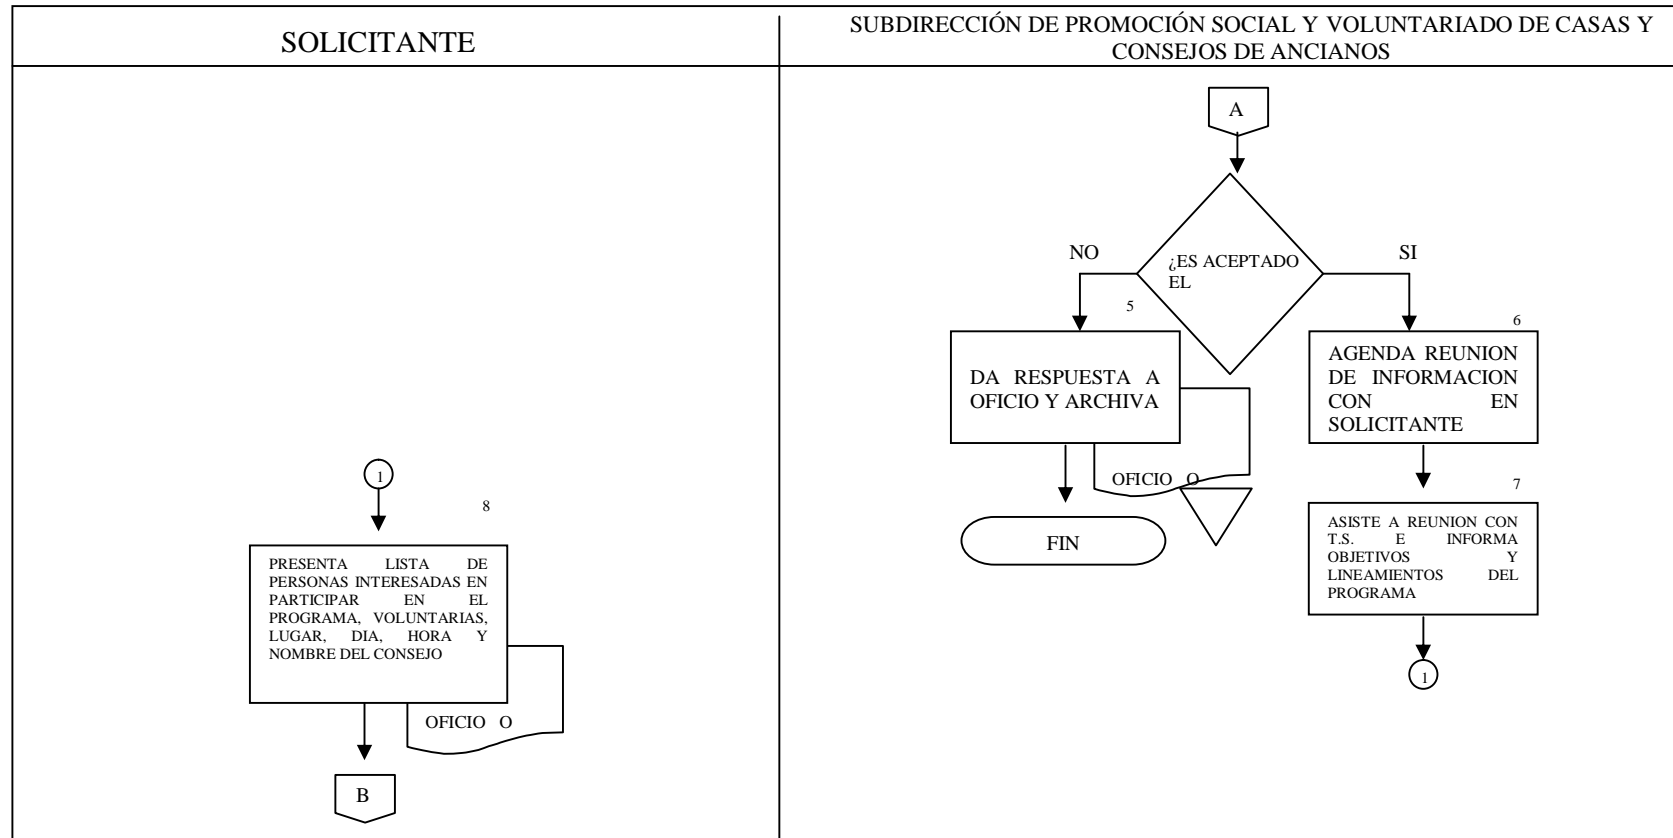 SOLICITANTE
SUBDIRECCIÓN DE PROMOCIÓN SOCIAL Y VOLUNTARIADO DE CASAS Y
CONSEJOS DE ANCIANOS
A
¿ES ACEPTADO
EL
NO
SI
5
DA RESPUESTA A
OFICIO Y ARCHIVA
OFICIO O
FIN
6
AGENDA REUNION
DE INFORMACION
CON EN
SOLICITANTE
7
ASISTE A REUNION CON
T.S. E INFORMA
OBJETIVOS Y
LINEAMIENTOS DEL
PROGRAMA
1
1
8
PRESENTA LISTA DE
PERSONAS INTERESADAS EN
PARTICIPAR EN EL
PROGRAMA, VOLUNTARIAS,
LUGAR, DIA, HORA Y
NOMBRE DEL CONSEJO
OFICIO O
B